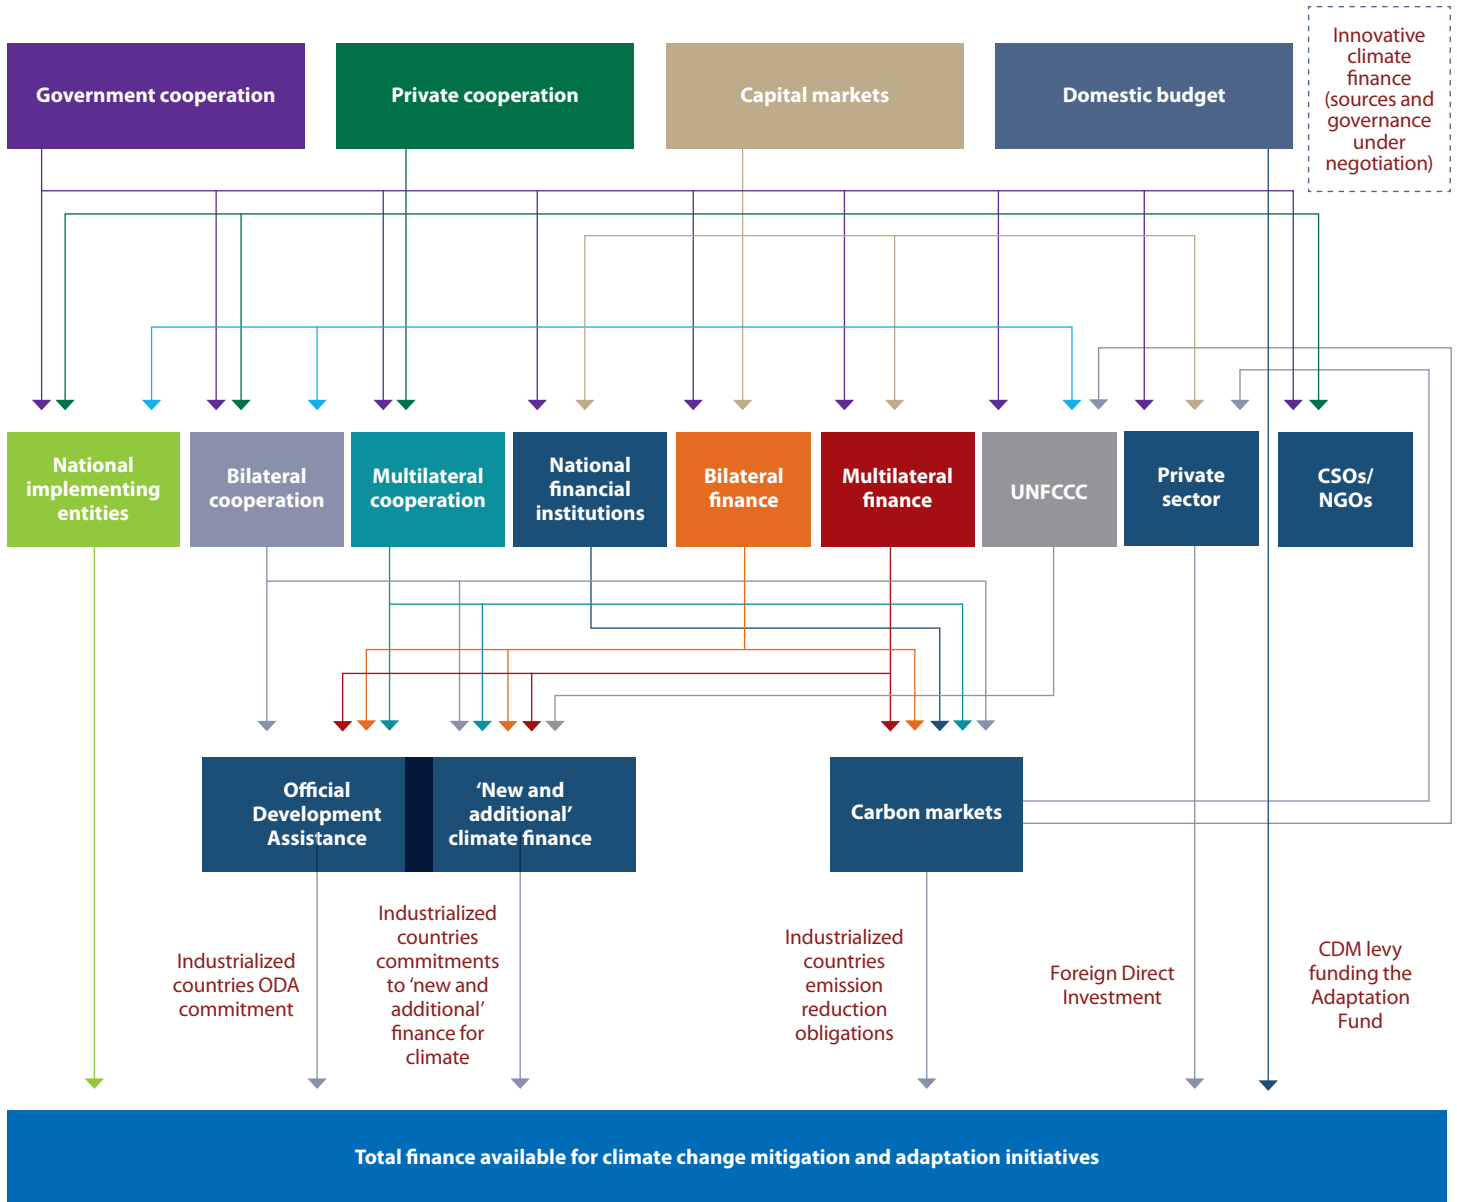 Government cooperation
Private cooperation
Capital markets
Domestic budget
Innovative
climate
finance
(sources and
governance
under
negotiation)
National
implementing
entities
Bilateral
cooperation
Multilateral
cooperation
National
financial
institutions
Bilateral
finance
Multilateral
finance
UNFCCC
Private
sector
CSOs/
NGOs
Official
Development
Assistance
‘New and
additional’
climate finance
Carbon markets
Industrialized
countries ODA
commitment
Industrialized
countries
commitments
to ‘new and
additional’
finance for
climate
Industrialized
countries
emission
reduction
obligations
Foreign Direct
Investment
CDM levy
funding the
Adaptation
Fund
Total finance available for climate change mitigation and adaptation initiatives